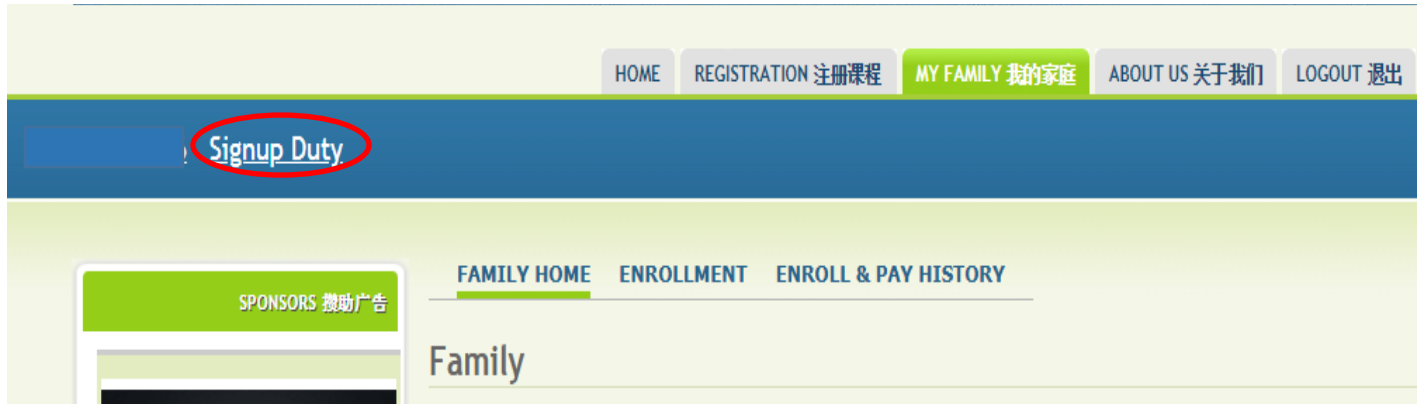 HOME REGISTRATION 注册课程 MY FAMILY 我的家庭 ABOUT US 关于我们 LOGOUT 退出
Signup Duty
FAMILY HOME ENROLLMENT ENROLL & PAY HISTORY
SPONSORS 攒助广告
Family